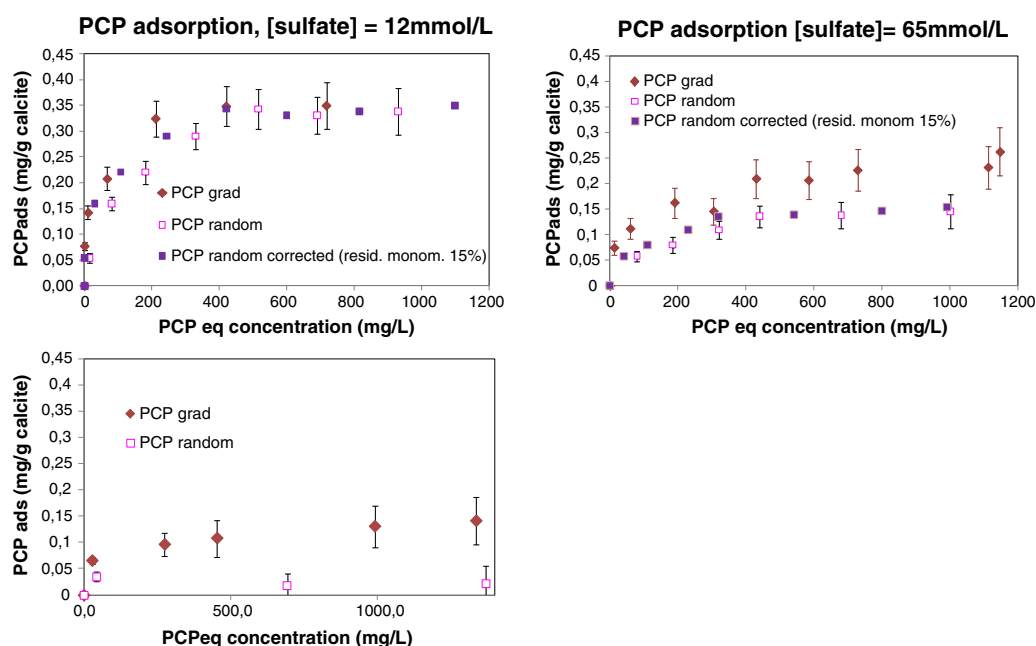 PCP adsorption, [sulfate] = 12mmol/L
0,45
0,40
0,35
0,30
0,25
0,20
0,15
0,10
0,05
0,00
PCPads (mg/g calcite)
PCP grad
PCP random
PCP random corrected (resid. monom. 15%)
0 200 400 600 800 1000 1200
PCP eq concentration (mg/L)
PCP adsorption [sulfate]= 65mmol/L
0,45
0,4
0,35
0,3
0,25
0,2
0,15
0,1
0,05
0
PCPads (mg/g calcite)
PCP grad
PCP random
PCP random corrected (resid. monom 15%)
0 200 400 600 800 1000 1200
PCP eq concentration (mg/L)
0,45
0,4
0,35
0,3
0,25
0,2
0,15
0,1
0,05
0
PCP ads (mg/g calcite)
PCP grad
PCP random
0,0 500,0 1000,0
PCPeq concentration (mg/L)